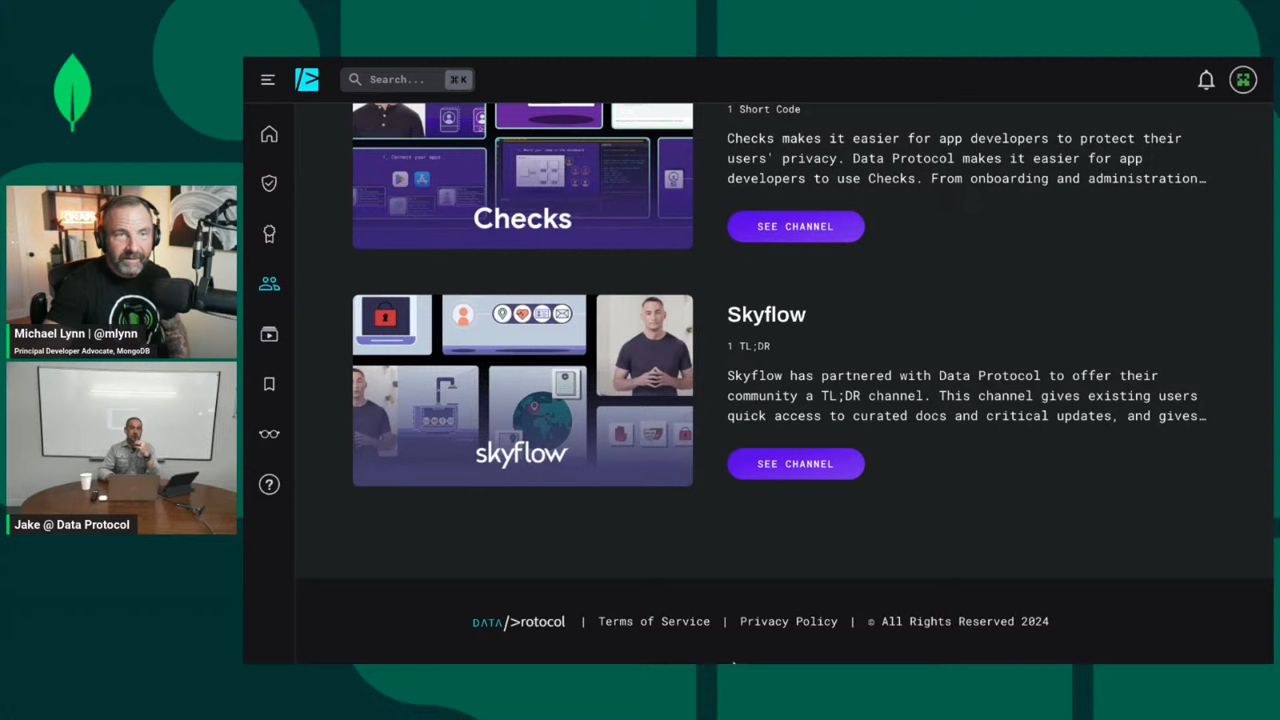 Search...
⌘ K
1 Short Code
Checks makes it easier for app developers to protect their
users' privacy. Data Protocol makes it easier for app
developers to use Checks. From onboarding and administration…
Checks
SEE CHANNEL
Skyflow
1 TL;DR
Skyflow has partnered with Data Protocol to offer their
community a TL;DR channel. This channel gives existing users
quick access to curated docs and critical updates, and gives…
skyflow
SEE CHANNEL
Michael Lynn | @mlynn
Principal Developer Advocate, MongoDB
Jake @ Data Protocol
DATA/>rotocol | Terms of Service | Privacy Policy | © All Rights Reserved 2024